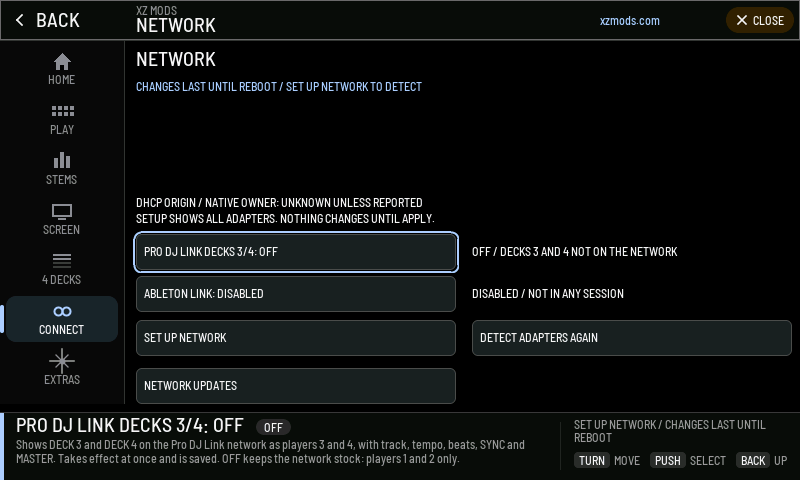 BACK
XZ MODS
NETWORK
xzmods.com
CLOSE
HOME
PLAY
STEMS
SCREEN
4 DECKS
CONNECT
EXTRAS
NETWORK
CHANGES LAST UNTIL REBOOT / SET UP NETWORK TO DETECT
DHCP ORIGIN / NATIVE OWNER: UNKNOWN UNLESS REPORTED
SETUP SHOWS ALL ADAPTERS. NOTHING CHANGES UNTIL APPLY.
PRO DJ LINK DECKS 3/4: OFF
OFF / DECKS 3 AND 4 NOT ON THE NETWORK
ABLETON LINK: DISABLED
DISABLED / NOT IN ANY SESSION
SET UP NETWORK
DETECT ADAPTERS AGAIN
NETWORK UPDATES
PRO DJ LINK DECKS 3/4: OFF OFF
Shows DECK 3 and DECK 4 on the Pro DJ Link network as players 3 and 4, with track, tempo, beats, SYNC and
MASTER. Takes effect at once and is saved. OFF keeps the network stock: players 1 and 2 only.
SET UP NETWORK / CHANGES LAST UNTIL
REBOOT
TURN MOVE PUSH SELECT BACK UP